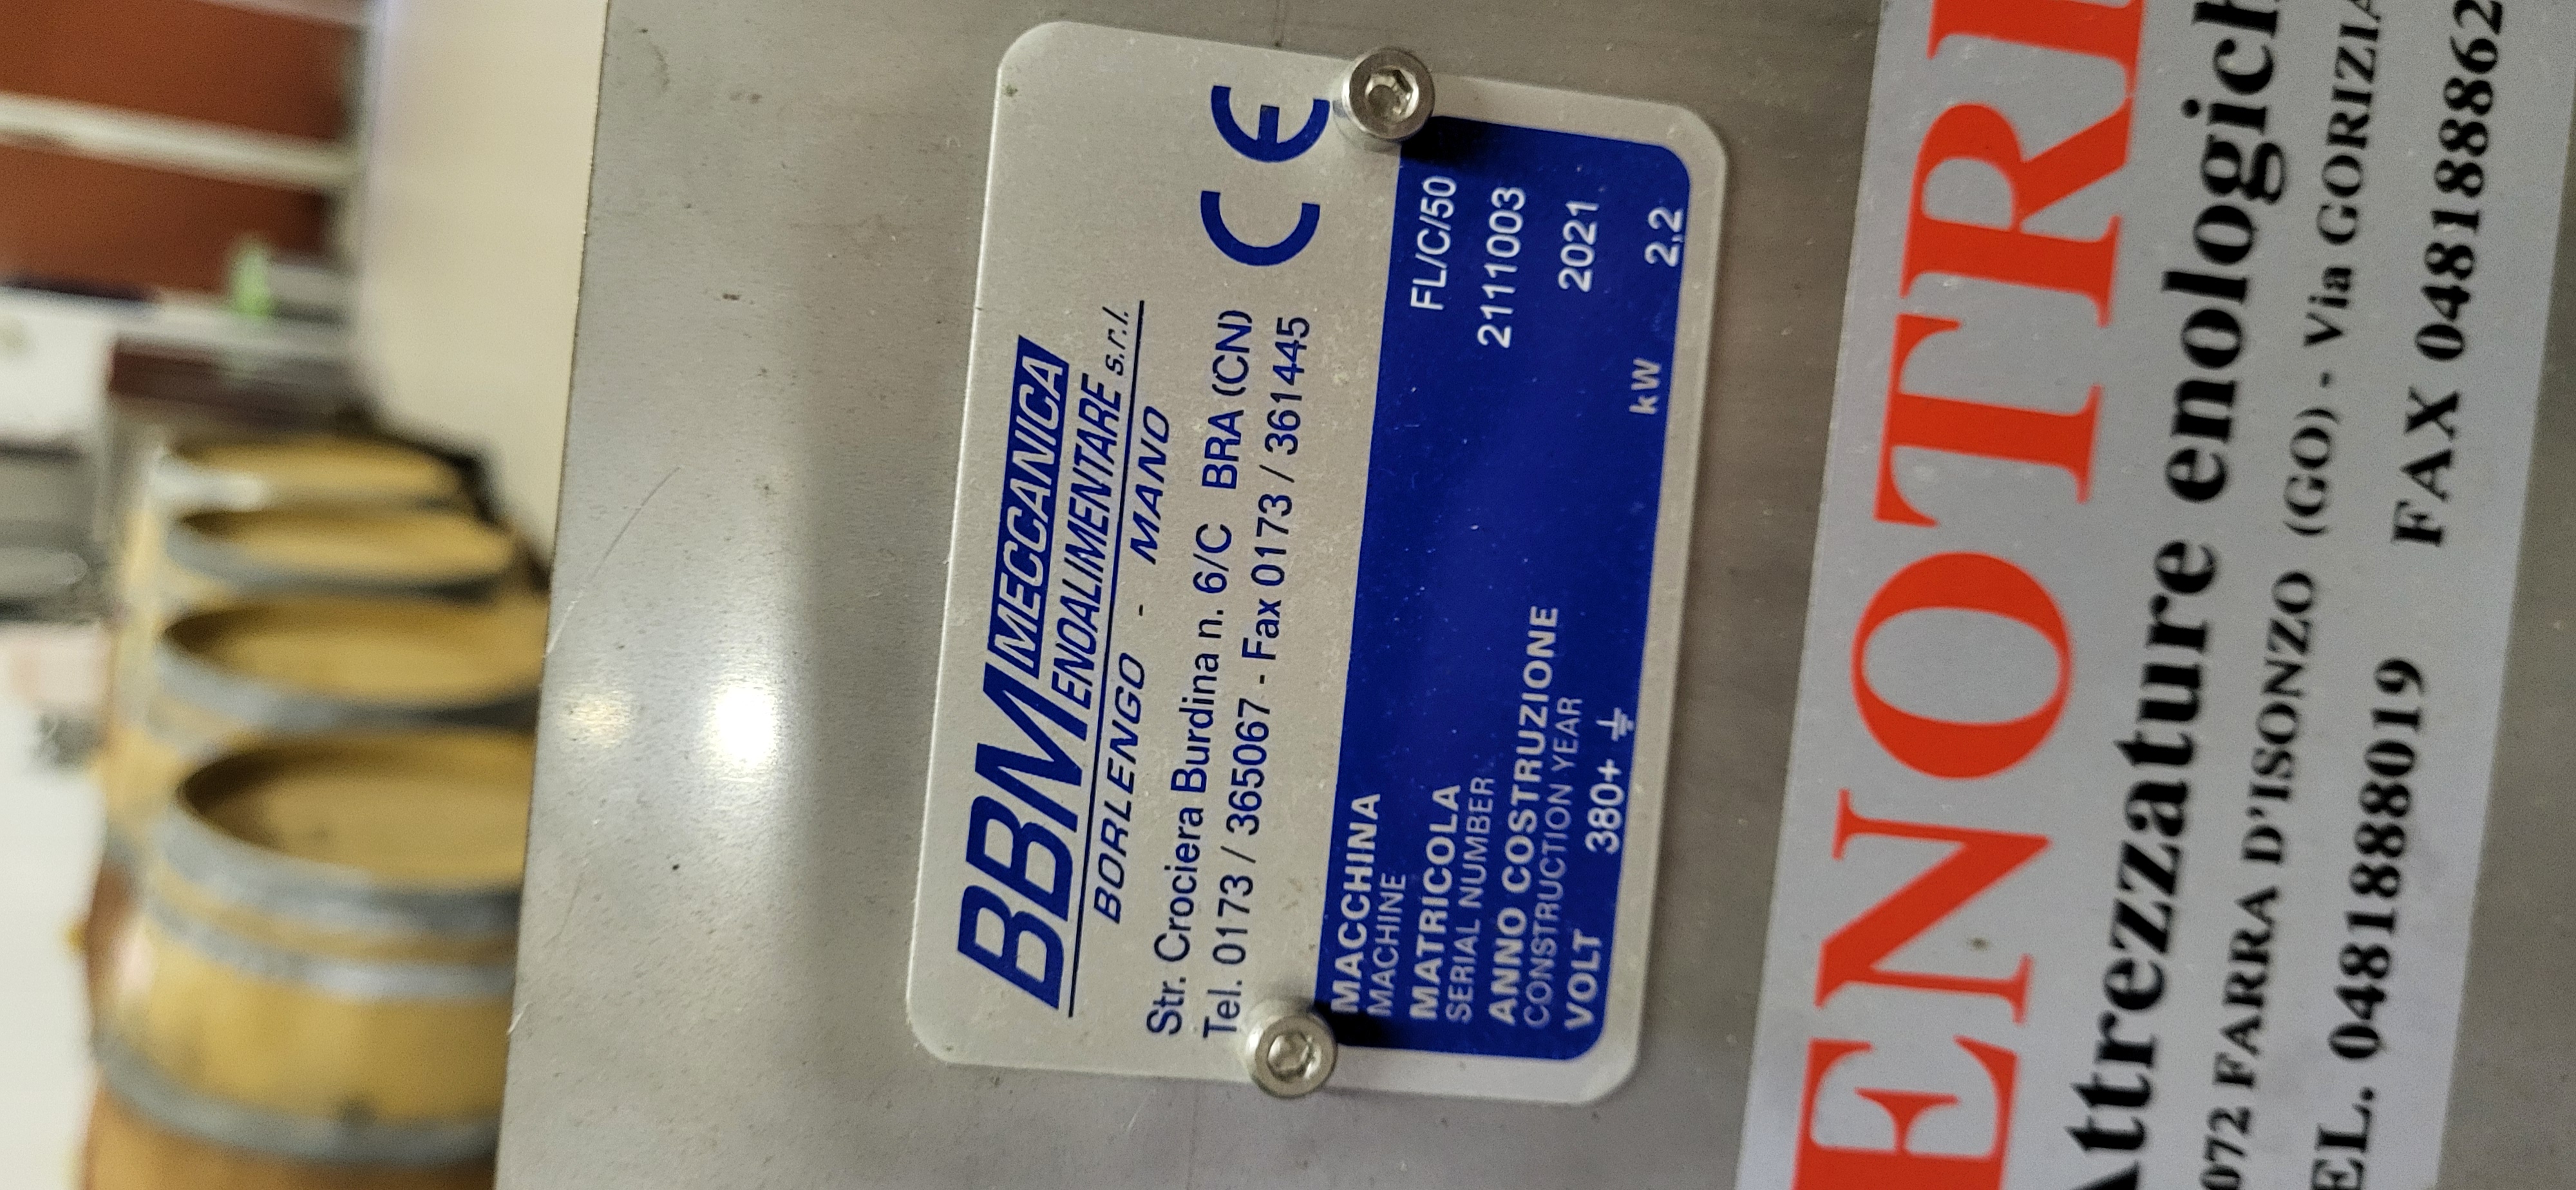 BBM MECCANICA
ENOALIMENTARE s.r.l.
BORLENGO - MANO
Str. Crociera Burdina n. 6/C BRA (CN)
Tel. 0173 / 365067 - Fax 0173 / 361445
CE
MACCHINA FL/C/50
MACHINE
MATRICOLA 2111003
SERIAL NUMBER
ANNO COSTRUZIONE 2021
CONSTRUCTION YEAR
VOLT 380+⏚ kW 2,2
ENOTRI
Attrezzature enologich
072 FARRA D'ISONZO (GO) - Via GORIZIA
EL. 0481888019 FAX 048188862